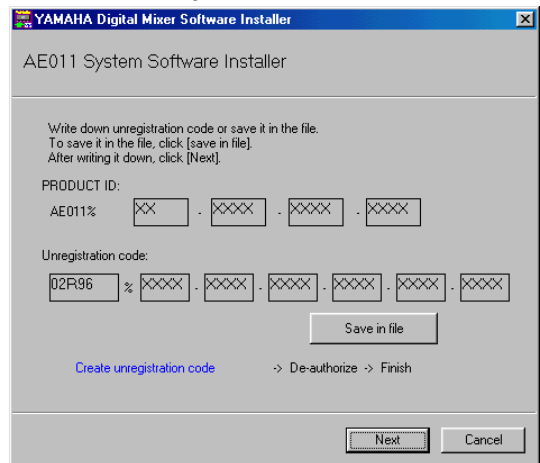 YAMAHA Digital Mixer Software Installer
AE011 System Software Installer
Write down unregistration code or save it in the file.
To save it in the file, click [save in file].
After writing it down, click [Next].
PRODUCT ID:
AE011% XX - XXXX - XXXX - XXXX
Unregistration code:
02R96 % XXXX - XXXX - XXXX - XXXX - XXXX - XXXX
Save in file
Create unregistration code -> De-authorize -> Finish
Next Cancel